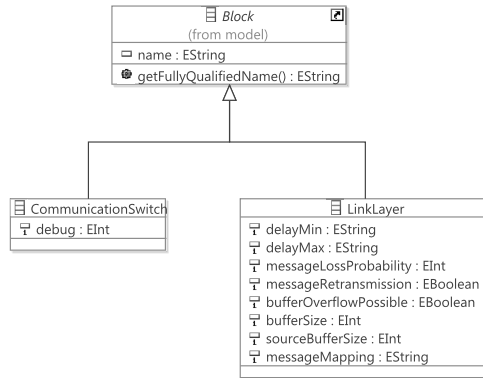 Block
(from model)
name : EString
getFullyQualifiedName() : EString
CommunicationSwitch
debug : EInt
LinkLayer
delayMin : EString
delayMax : EString
messageLossProbability : EInt
messageRetransmission : EBoolean
bufferOverflowPossible : EBoolean
bufferSize : EInt
sourceBufferSize : EInt
messageMapping : EString